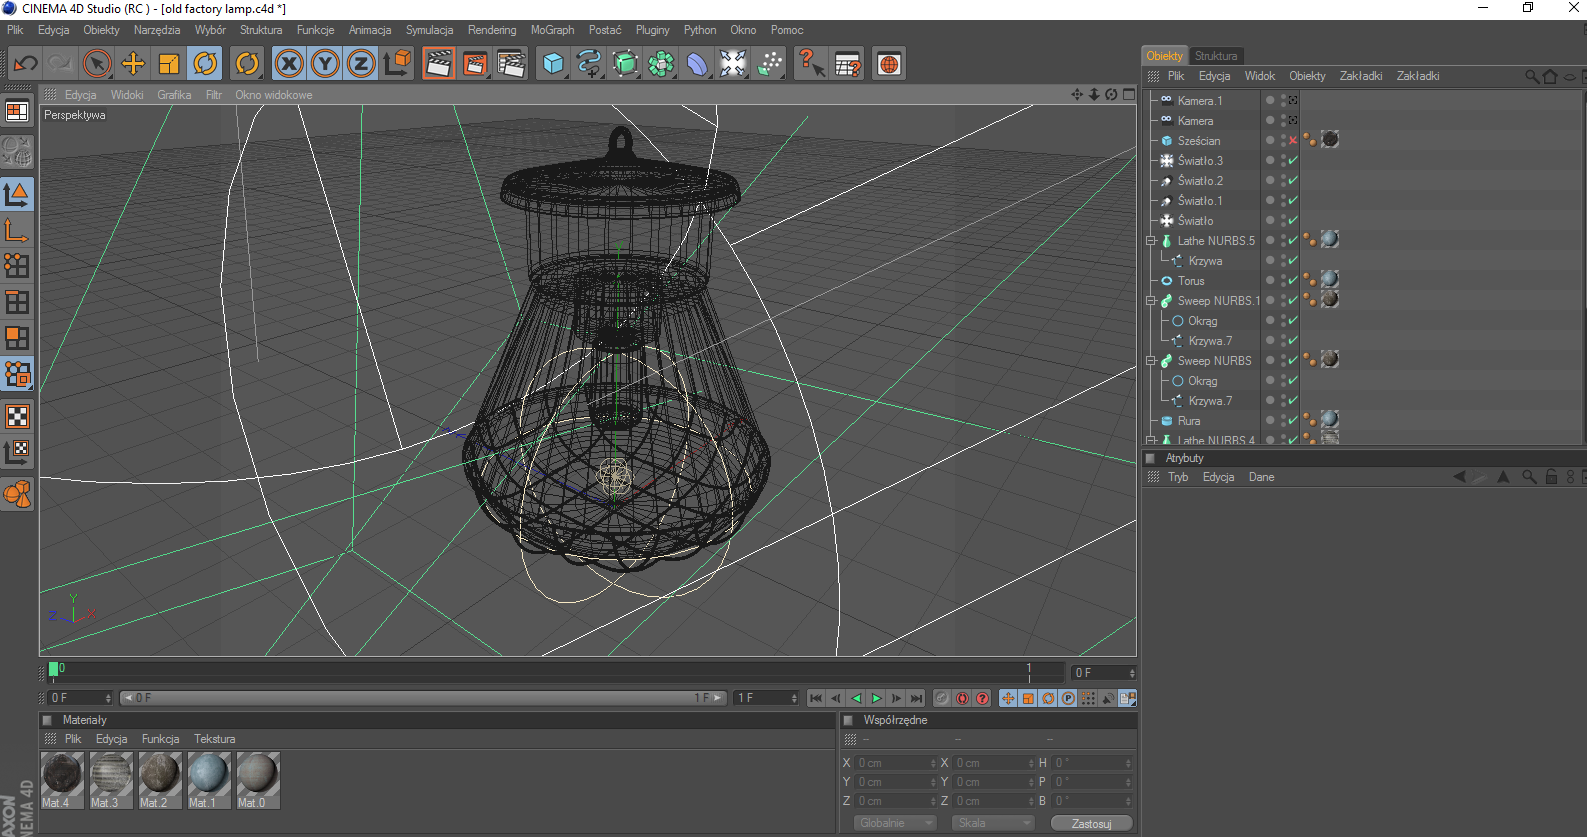 CINEMA 4D Studio (RC ) - [old factory lamp.c4d *]
Plik Edycja Obiekty Narzędzia Wybór Struktura Funkcje Animacja Symulacja Rendering MoGraph Postać Pluginy Python Okno Pomoc
X Y Z
Obiekty Struktura
Plik Edycja Widok Obiekty Zakładki Zakładki
Edycja Widoki Grafika Filtr Okno widokowe
Perspektywa
Kamera.1
Kamera
Sześcian
Światło.3
Światło.2
Światło.1
Światło
Lathe NURBS.5
Krzywa
Torus
Sweep NURBS.1
Okrąg
Krzywa.7
Sweep NURBS
Okrąg
Krzywa.7
Rura
Lathe NURBS.4
Atrybuty
Tryb Edycja Dane
Y
Y
Z X
0 1 0 F
0 F 0 F 1 F 1 F
Materiały
Plik Edycja Funkcja Tekstura
Mat.4 Mat.3 Mat.2 Mat.1 Mat.0
Współrzędne
-- -- --
X 0 cm X 0 cm H 0 °
Y 0 cm Y 0 cm P 0 °
Z 0 cm Z 0 cm B 0 °
Globalnie Skala Zastosuj
AXON
NEMA 4D